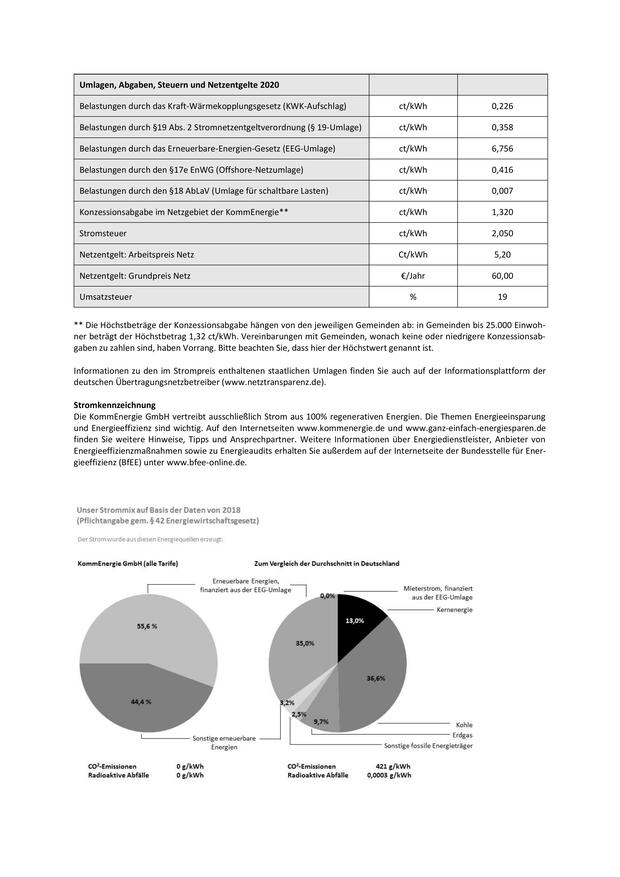 Umlagen, Abgaben, Steuern und Netzentgelte 2020
Belastungen durch das Kraft-Wärmekopplungsgesetz (KWK-Aufschlag) ct/kWh 0,226
Belastungen durch §19 Abs. 2 Stromnetzentgeltverordnung (§ 19-Umlage) ct/kWh 0,358
Belastungen durch das Erneuerbare-Energien-Gesetz (EEG-Umlage) ct/kWh 6,756
Belastungen durch den §17e EnWG (Offshore-Netzumlage) ct/kWh 0,416
Belastungen durch den §18 AbLaV (Umlage für schaltbare Lasten) ct/kWh 0,007
Konzessionsabgabe im Netzgebiet der KommEnergie** ct/kWh 1,320
Stromsteuer ct/kWh 2,050
Netzentgelt: Arbeitspreis Netz Ct/kWh 5,20
Netzentgelt: Grundpreis Netz €/Jahr 60,00
Umsatzsteuer % 19
** Die Höchstbeträge der Konzessionsabgabe hängen von den jeweiligen Gemeinden ab: in Gemeinden bis 25.000 Einwoh-
ner beträgt der Höchstbetrag 1,32 ct/kWh. Vereinbarungen mit Gemeinden, wonach keine oder niedrigere Konzessionsab-
gaben zu zahlen sind, haben Vorrang. Bitte beachten Sie, dass hier der Höchstwert genannt ist.
Informationen zu den im Strompreis enthaltenen staatlichen Umlagen finden Sie auch auf der Informationsplattform der
deutschen Übertragungsnetzbetreiber (www.netztransparenz.de).
Stromkennzeichnung
Die KommEnergie GmbH vertreibt ausschließlich Strom aus 100% regenerativen Energien. Die Themen Energieeinsparung
und Energieeffizienz sind wichtig. Auf den Internetseiten www.kommenergie.de und www.ganz-einfach-energiesparen.de
finden Sie weitere Hinweise, Tipps und Ansprechpartner. Weitere Informationen über Energiedienstleister, Anbieter von
Energieeffizienzmaßnahmen sowie zu Energieaudits erhalten Sie außerdem auf der Internetseite der Bundesstelle für Ener-
gieeffizienz (BfEE) unter www.bfee-online.de.
Unser Strommix auf Basis der Daten von 2018
(Pflichtangabe gem. § 42 Energiewirtschaftsgesetz)
Der Strom wurde aus diesen Energiequellen erzeugt:
KommEnergie GmbH (alle Tarife)
Zum Vergleich der Durchschnitt in Deutschland
Erneuerbare Energien,
finanziert aus der EEG-Umlage
Mieterstrom, finanziert
aus der EEG-Umlage
Kernenergie
0,0%
13,0%
55,6 %
35,0%
36,6%
44,4 %
3,2%
2,5%
9,7%
Kohle
Erdgas
Sonstige fossile Energieträger
Sonstige erneuerbare
Energien
CO²-Emissionen 0 g/kWh
Radioaktive Abfälle 0 g/kWh
CO²-Emissionen 421 g/kWh
Radioaktive Abfälle 0,0003 g/kWh